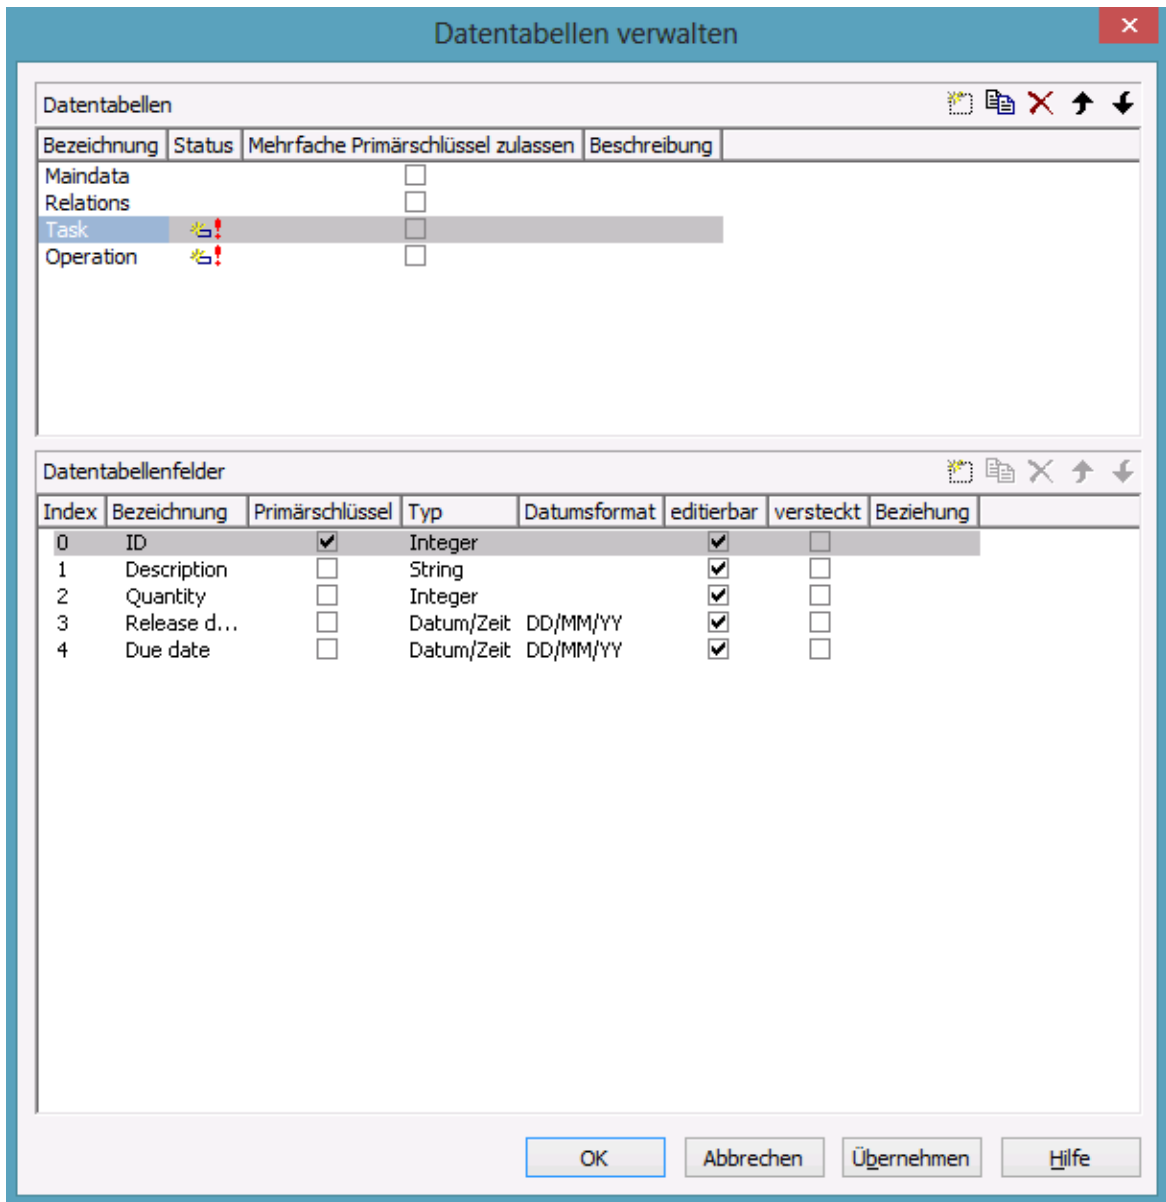 Datentabellen verwalten
Datentabellen
Bezeichnung Status Mehrfache Primärschlüssel zulassen Beschreibung
Maindata
Relations
Task
Operation
Datentabellenfelder
Index Bezeichnung Primärschlüssel Typ Datumsformat editierbar versteckt Beziehung
0 ID Integer
1 Description String
2 Quantity Integer
3 Release d... Datum/Zeit DD/MM/YY
4 Due date Datum/Zeit DD/MM/YY
OK Abbrechen Übernehmen Hilfe